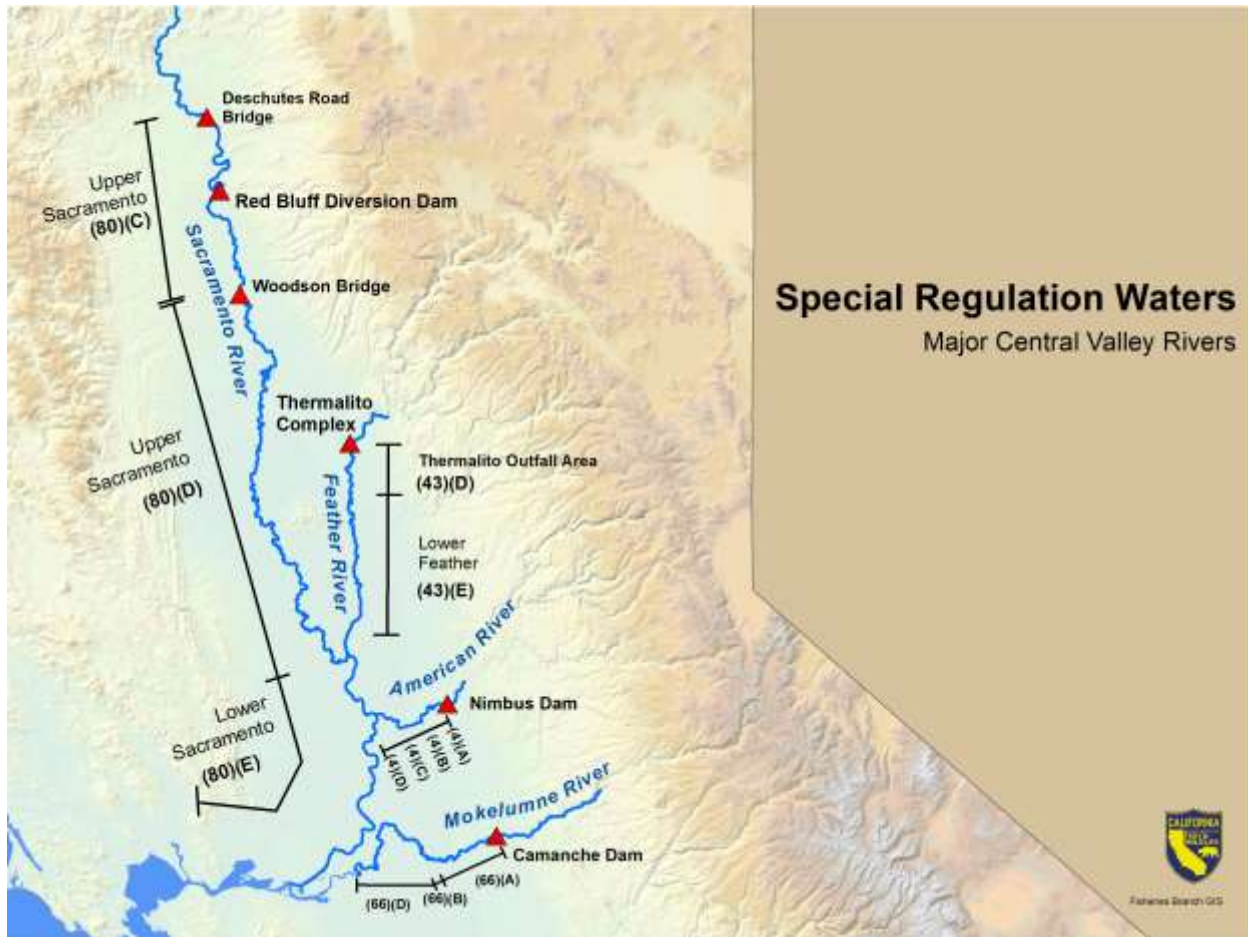 Deschutes Road
Bridge
Upper
Sacramento
(80)(C)
Red Bluff Diversion Dam
Sacramento River
Woodson Bridge
Special Regulation Waters
Major Central Valley Rivers
Thermalito
Complex
Upper
Sacramento
(80)(D)
Thermalito Outfall Area
(43)(D)
Feather River
Lower
Feather
(43)(E)
American River
Nimbus Dam
Lower
Sacramento
(80)(E)
(4)(A)
(4)(B)
(4)(C)
(4)(D)
Mokelumne River
Camanche Dam
(66)(A)
(66)(B)
(66)(D)
CALIFORNIA
Fisheries Branch GIS